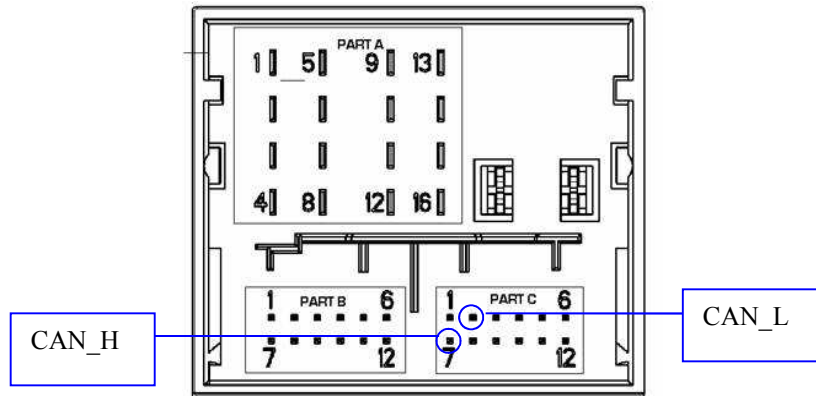 PART A
1 5 9 13
4 8 12 16
1 PART B 6
1 PART C 6
CAN_L
CAN_H
7 12
7 12